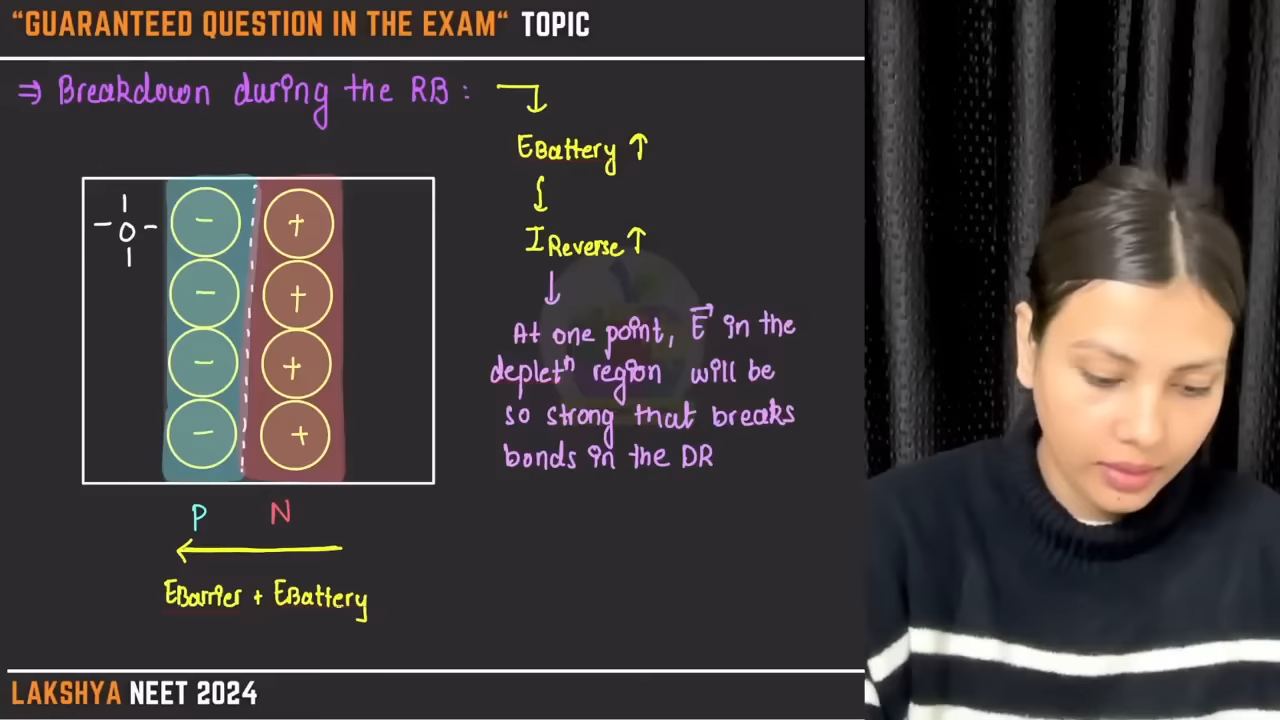 “GUARANTEED QUESTION IN THE EXAM“ TOPIC
⇒ Breakdown during the RB :
EBattery ↑
I Reverse ↑
At one point, E⃗ in the
depletⁿ region will be
so strong that breaks
bonds in the DR
− +
− +
− +
− +
P N
EBarrier + EBattery
LAKSHYA NEET 2024